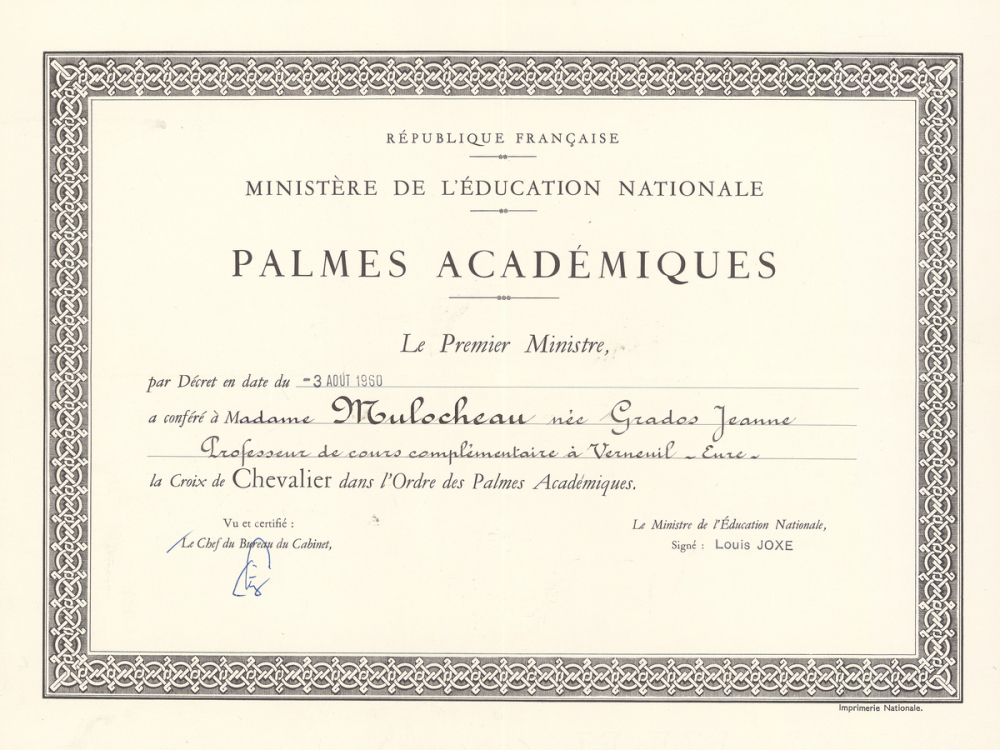 RÉPUBLIQUE FRANÇAISE
MINISTÈRE DE L'ÉDUCATION NATIONALE
PALMES ACADÉMIQUES
Le Premier Ministre,
par Décret en date du -3 AOÛT 1960
a conféré à Madame Mulocheau née Grados Jeanne
Professeur de cours complémentaire à Verneuil - Eure -
la Croix de Chevalier dans l'Ordre des Palmes Académiques.
Vu et certifié :
Le Chef du Bureau du Cabinet,
Le Ministre de l'Éducation Nationale,
Signé : Louis JOXE
Imprimerie Nationale.